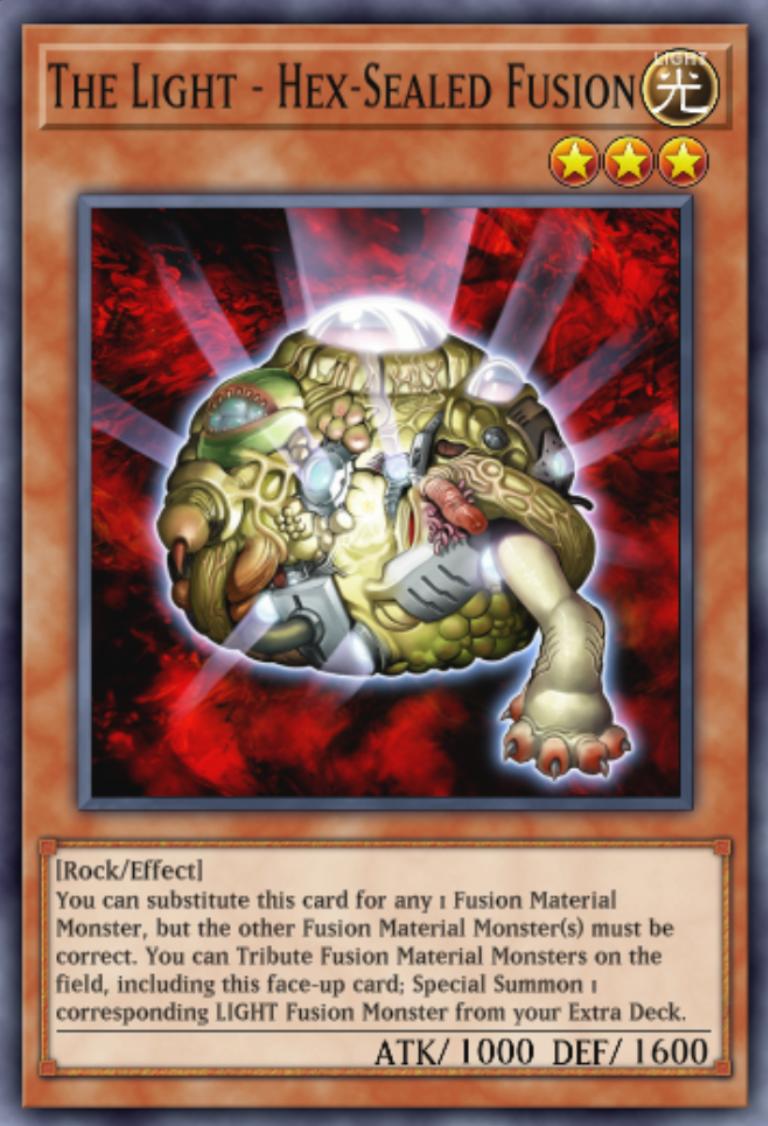 The Light - Hex-Sealed Fusion
LIGHT
光
[Rock/Effect]
You can substitute this card for any 1 Fusion Material
Monster, but the other Fusion Material Monster(s) must be
correct. You can Tribute Fusion Material Monsters on the
field, including this face-up card; Special Summon 1
corresponding LIGHT Fusion Monster from your Extra Deck.
ATK/ 1000 DEF/ 1600